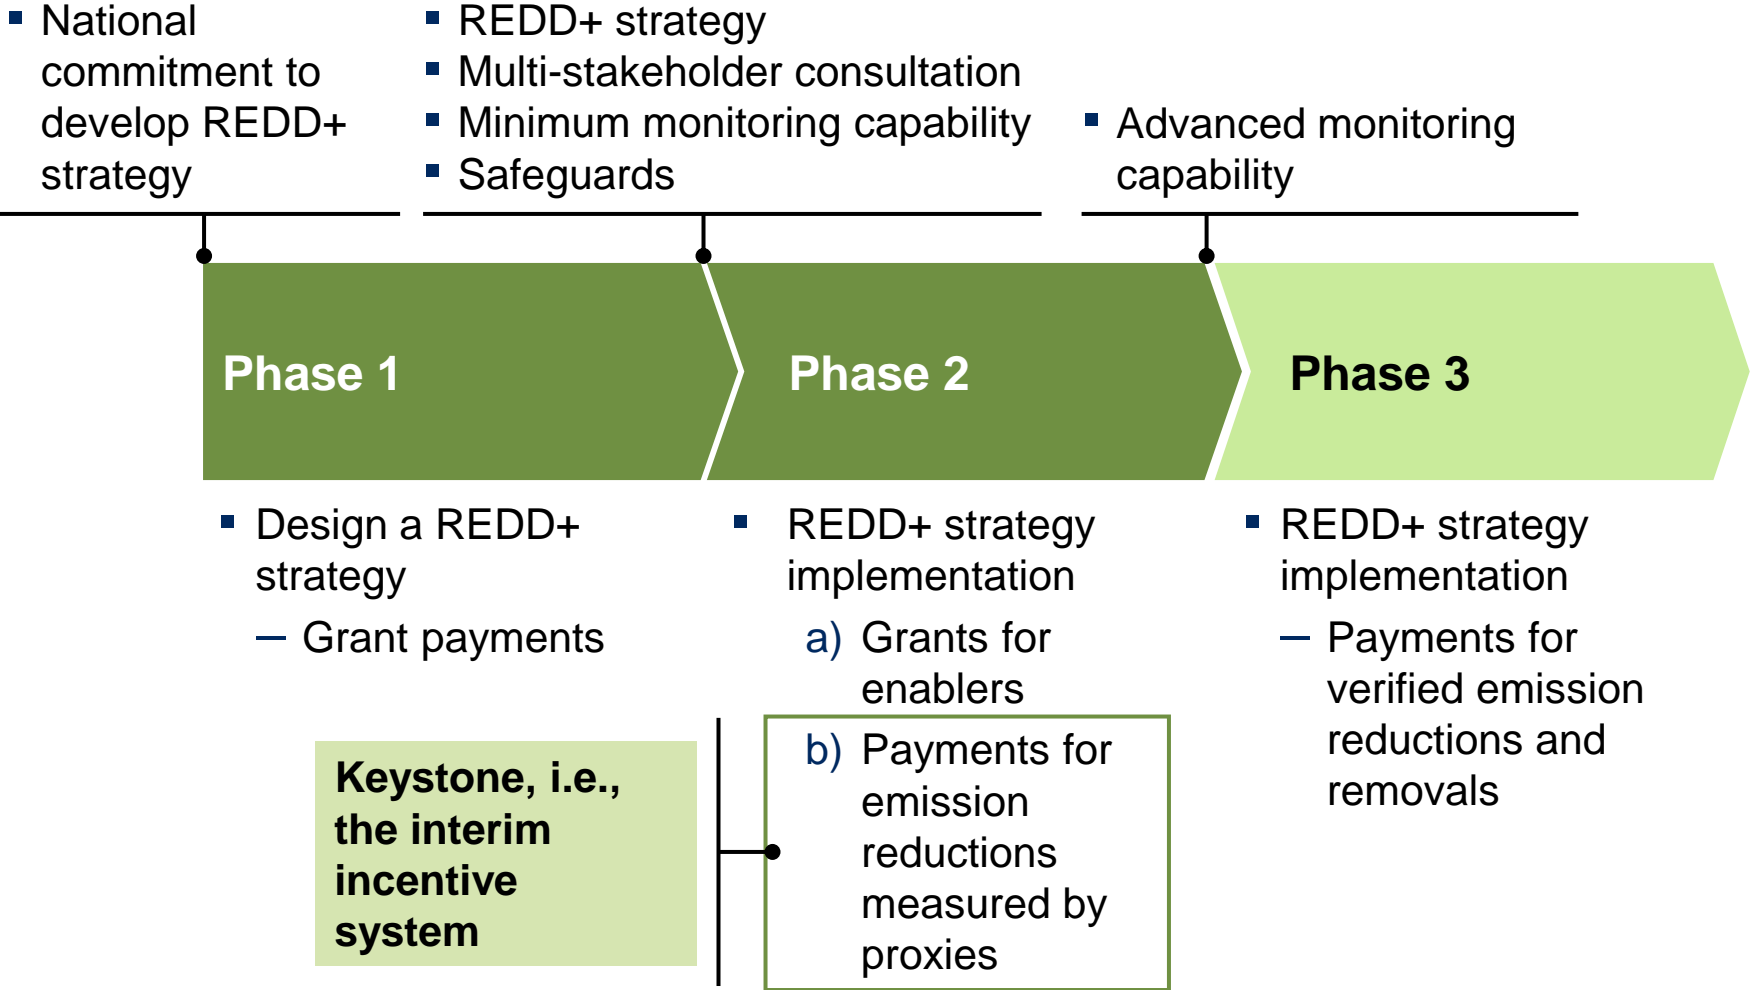 ▪ National
commitment to
develop REDD+
strategy
▪ REDD+ strategy
▪ Multi-stakeholder consultation
▪ Minimum monitoring capability
▪ Safeguards
▪ Advanced monitoring
capability
Phase 1
Phase 2
Phase 3
▪ Design a REDD+
strategy
— Grant payments
▪ REDD+ strategy
implementation
a) Grants for
enablers
b) Payments for
emission
reductions
measured by
proxies
Keystone, i.e.,
the interim
incentive
system
▪ REDD+ strategy
implementation
— Payments for
verified emission
reductions and
removals